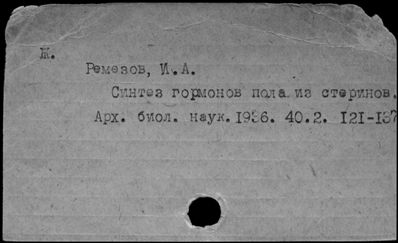 Ж.
Ремезов, И.А.
Синтез гормонов пола из стеринов.
Арх. биол. наук. 1936. 40.2. 121-137